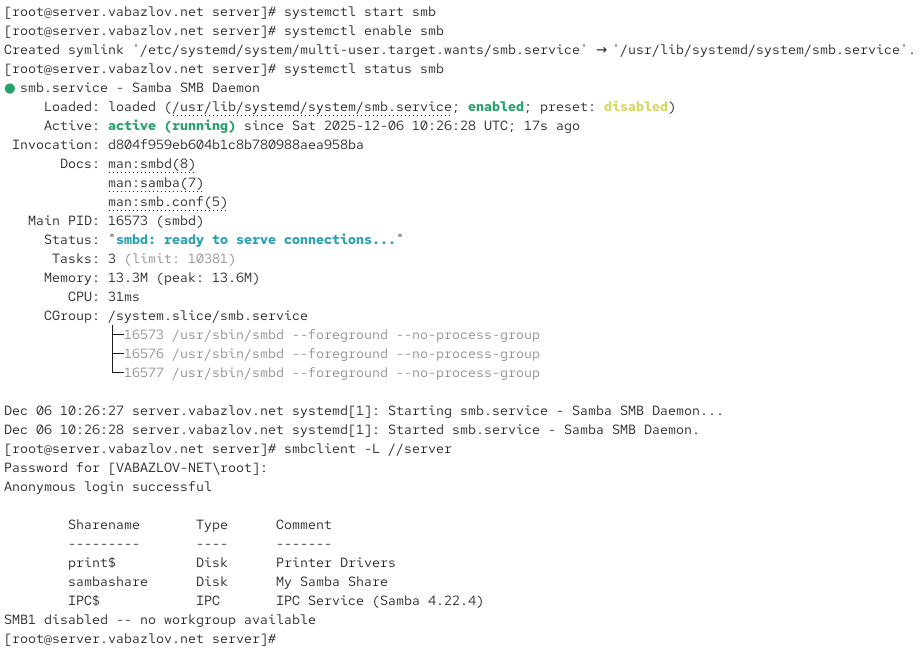 [root@server.vabazlov.net server]# systemctl start smb
[root@server.vabazlov.net server]# systemctl enable smb
Created symlink '/etc/systemd/system/multi-user.target.wants/smb.service' → '/usr/lib/systemd/system/smb.service'.
[root@server.vabazlov.net server]# systemctl status smb
● smb.service - Samba SMB Daemon
     Loaded: loaded (/usr/lib/systemd/system/smb.service; enabled; preset: disabled)
     Active: active (running) since Sat 2025-12-06 10:26:28 UTC; 17s ago
 Invocation: d804f959eb604b1c8b780988aea958ba
       Docs: man:smbd(8)
             man:samba(7)
             man:smb.conf(5)
   Main PID: 16573 (smbd)
     Status: "smbd: ready to serve connections..."
      Tasks: 3 (limit: 10381)
     Memory: 13.3M (peak: 13.6M)
        CPU: 31ms
     CGroup: /system.slice/smb.service
             ├─16573 /usr/sbin/smbd --foreground --no-process-group
             ├─16576 /usr/sbin/smbd --foreground --no-process-group
             └─16577 /usr/sbin/smbd --foreground --no-process-group

Dec 06 10:26:27 server.vabazlov.net systemd[1]: Starting smb.service - Samba SMB Daemon...
Dec 06 10:26:28 server.vabazlov.net systemd[1]: Started smb.service - Samba SMB Daemon.
[root@server.vabazlov.net server]# smbclient -L //server
Password for [VABAZLOV-NET\root]:
Anonymous login successful

        Sharename       Type      Comment
        ---------       ----      -------
        print$          Disk      Printer Drivers
        sambashare      Disk      My Samba Share
        IPC$            IPC       IPC Service (Samba 4.22.4)
SMB1 disabled -- no workgroup available
[root@server.vabazlov.net server]#